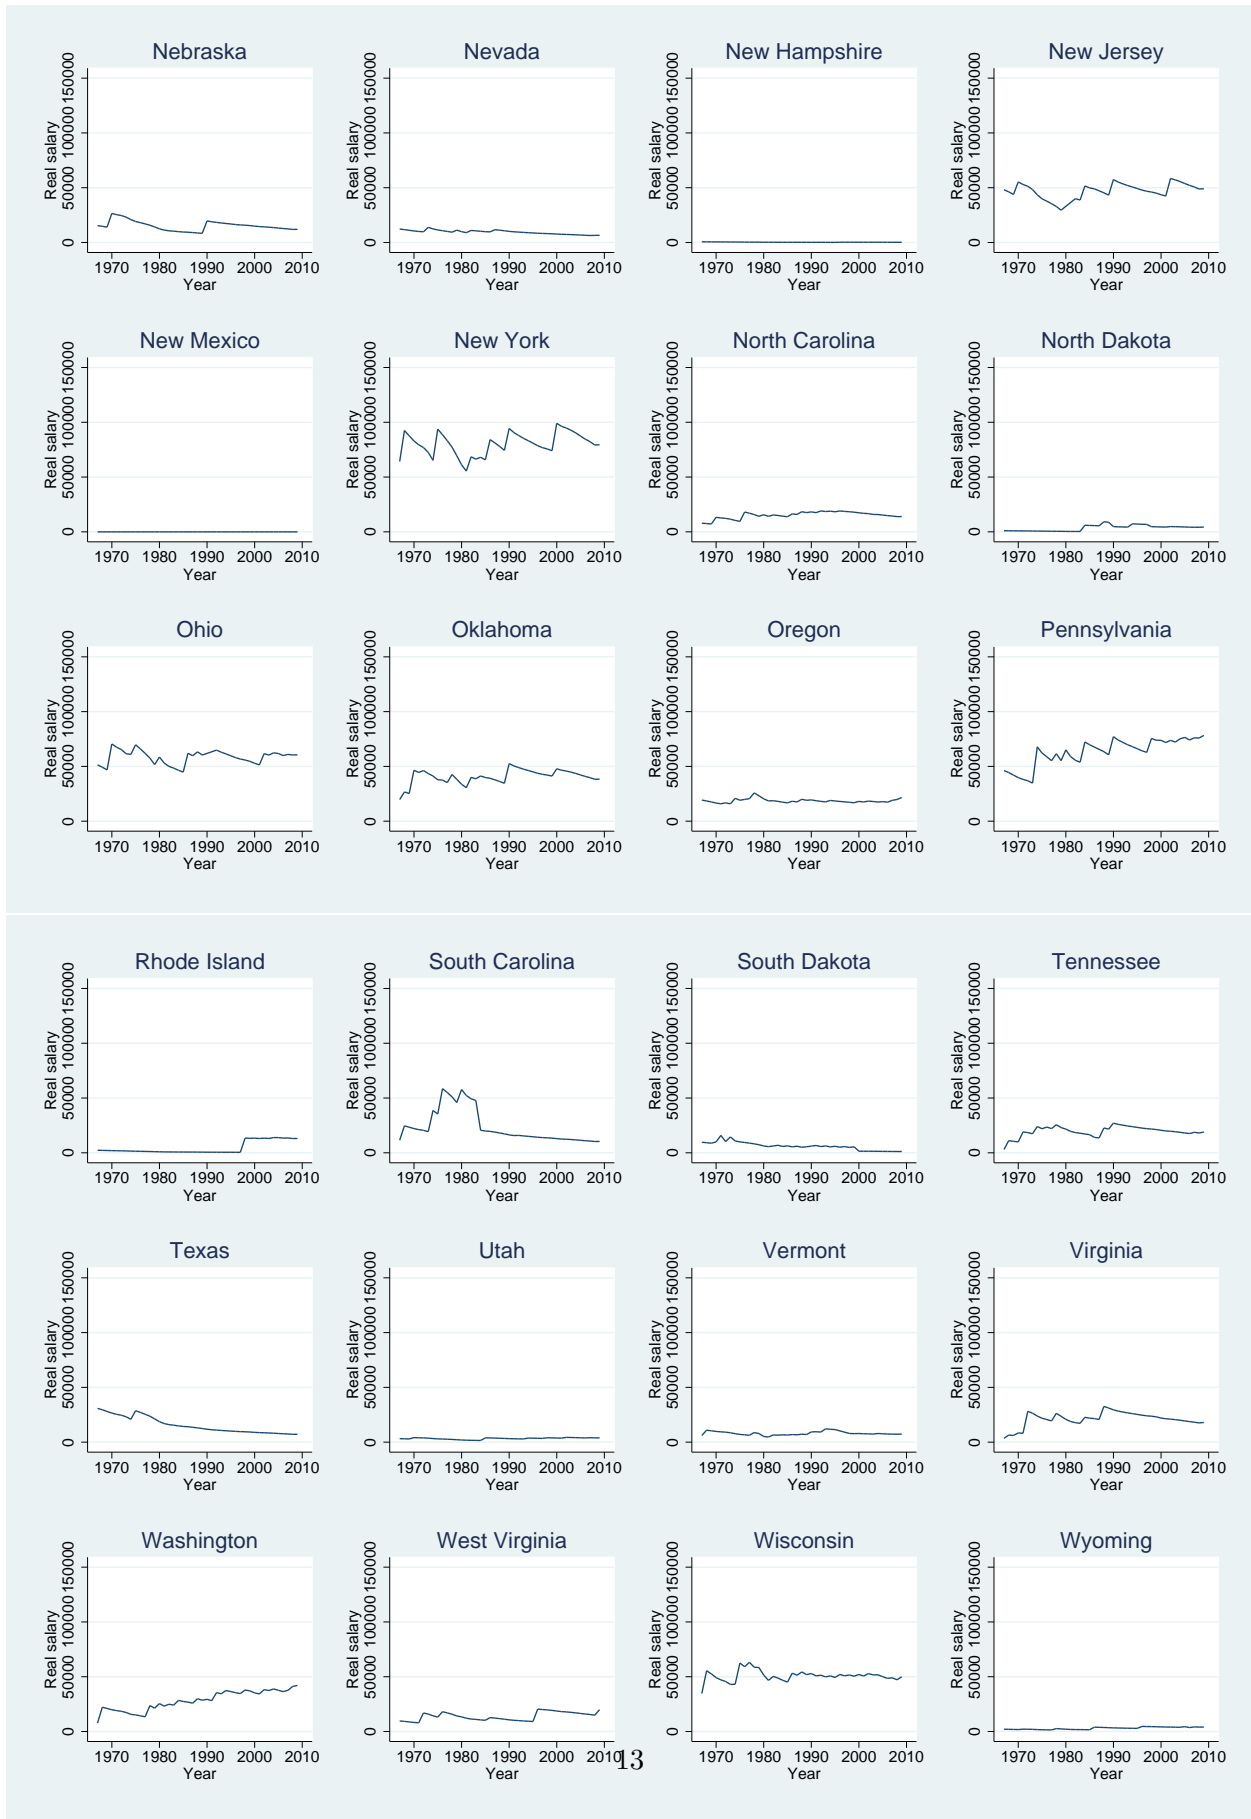 Nebraska
Real salary
0 50000 100000 150000
1970 1980 1990 2000 2010
Year
Nevada
Real salary
0 50000 100000 150000
1970 1980 1990 2000 2010
Year
New Hampshire
Real salary
0 50000 100000 150000
1970 1980 1990 2000 2010
Year
New Jersey
Real salary
0 50000 100000 150000
1970 1980 1990 2000 2010
Year
New Mexico
Real salary
0 50000 100000 150000
1970 1980 1990 2000 2010
Year
New York
Real salary
0 50000 100000 150000
1970 1980 1990 2000 2010
Year
North Carolina
Real salary
0 50000 100000 150000
1970 1980 1990 2000 2010
Year
North Dakota
Real salary
0 50000 100000 150000
1970 1980 1990 2000 2010
Year
Ohio
Real salary
0 50000 100000 150000
1970 1980 1990 2000 2010
Year
Oklahoma
Real salary
0 50000 100000 150000
1970 1980 1990 2000 2010
Year
Oregon
Real salary
0 50000 100000 150000
1970 1980 1990 2000 2010
Year
Pennsylvania
Real salary
0 50000 100000 150000
1970 1980 1990 2000 2010
Year
Rhode Island
Real salary
0 50000 100000 150000
1970 1980 1990 2000 2010
Year
South Carolina
Real salary
0 50000 100000 150000
1970 1980 1990 2000 2010
Year
South Dakota
Real salary
0 50000 100000 150000
1970 1980 1990 2000 2010
Year
Tennessee
Real salary
0 50000 100000 150000
1970 1980 1990 2000 2010
Year
Texas
Real salary
0 50000 100000 150000
1970 1980 1990 2000 2010
Year
Utah
Real salary
0 50000 100000 150000
1970 1980 1990 2000 2010
Year
Vermont
Real salary
0 50000 100000 150000
1970 1980 1990 2000 2010
Year
Virginia
Real salary
0 50000 100000 150000
1970 1980 1990 2000 2010
Year
Washington
Real salary
0 50000 100000 150000
1970 1980 1990 2000 2010
Year
West Virginia
Real salary
0 50000 100000 150000
1970 1980 1990 2000 2010
Year
Wisconsin
Real salary
0 50000 100000 150000
1970 1980 1990 2000 2010
Year
Wyoming
Real salary
0 50000 100000 150000
1970 1980 1990 2000 2010
Year
13